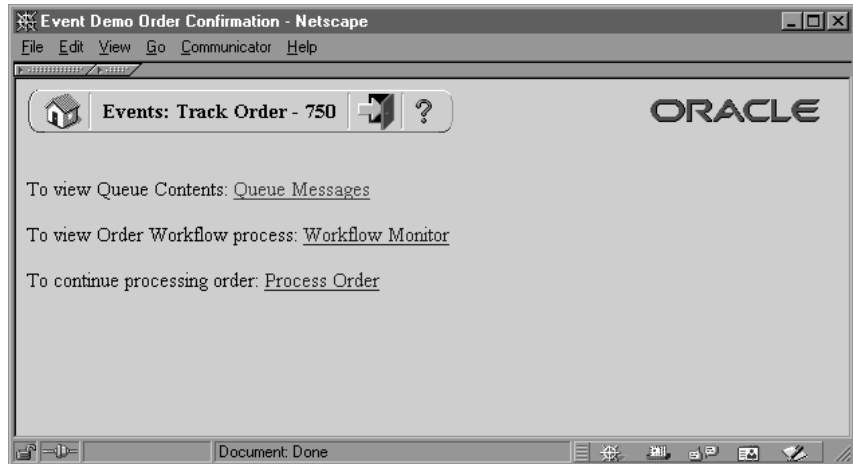 Event Demo Order Confirmation - Netscape
File Edit View Go Communicator Help
Events: Track Order - 750 ?
ORACLE
To view Queue Contents: Queue Messages
To view Order Workflow process: Workflow Monitor
To continue processing order: Process Order
Document: Done